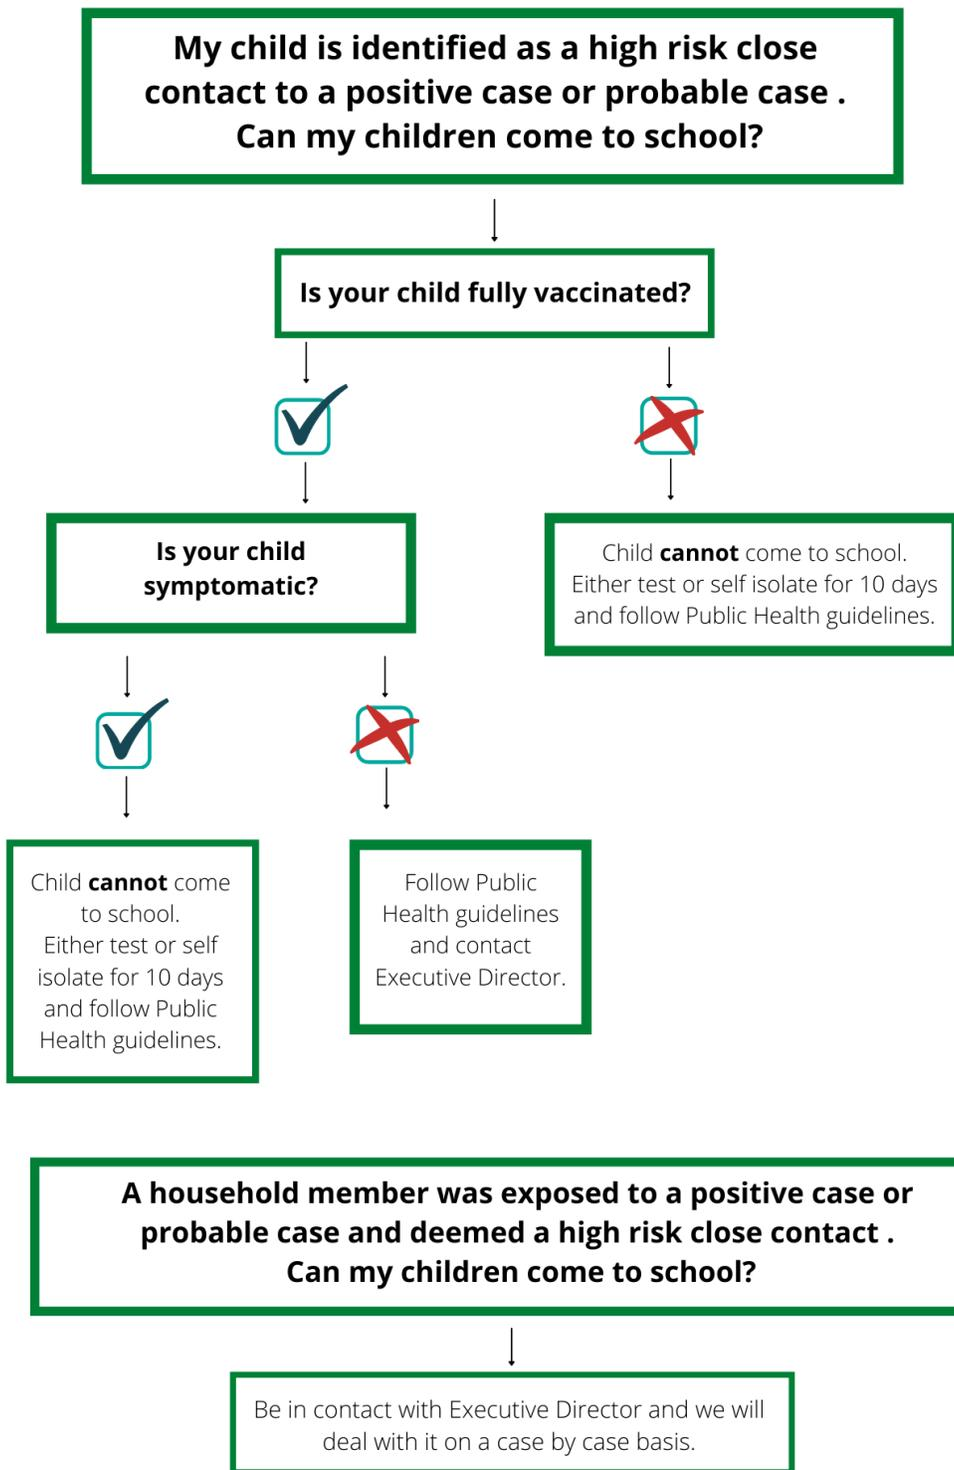 My child is identified as a high risk close
contact to a positive case or probable case .
Can my children come to school?
Is your child fully vaccinated?
Is your child
symptomatic?
Child cannot come to school.
Either test or self isolate for 10 days
and follow Public Health guidelines.
Child cannot come
to school.
Either test or self
isolate for 10 days
and follow Public
Health guidelines.
Follow Public
Health guidelines
and contact
Executive Director.
A household member was exposed to a positive case or
probable case and deemed a high risk close contact .
Can my children come to school?
Be in contact with Executive Director and we will
deal with it on a case by case basis.